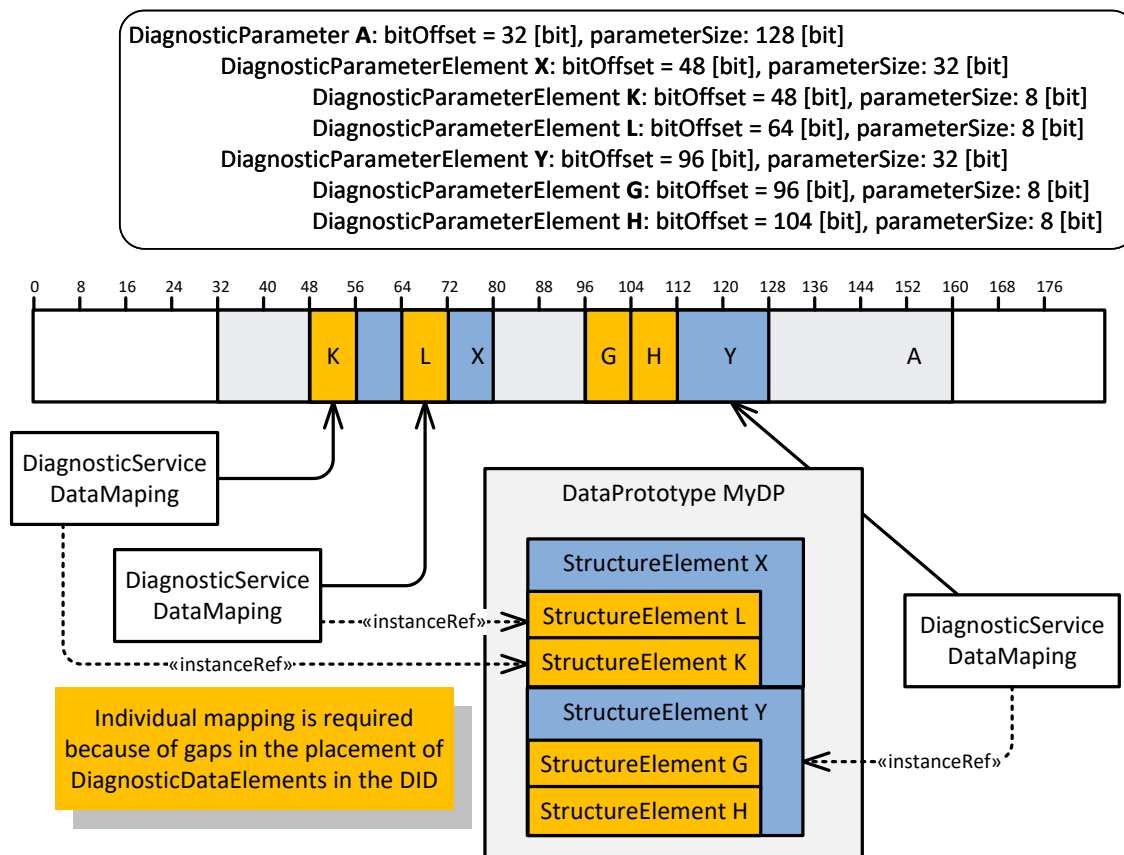 DiagnosticParameter A: bitOffset = 32 [bit], parameterSize: 128 [bit]
DiagnosticParameterElement X: bitOffset = 48 [bit], parameterSize: 32 [bit]
DiagnosticParameterElement K: bitOffset = 48 [bit], parameterSize: 8 [bit]
DiagnosticParameterElement L: bitOffset = 64 [bit], parameterSize: 8 [bit]
DiagnosticParameterElement Y: bitOffset = 96 [bit], parameterSize: 32 [bit]
DiagnosticParameterElement G: bitOffset = 96 [bit], parameterSize: 8 [bit]
DiagnosticParameterElement H: bitOffset = 104 [bit], parameterSize: 8 [bit]
0 8 16 24 32 40 48 56 64 72 80 88 96 104 112 120 128 136 144 152 160 168 176
K L X G H Y A
DiagnosticService
DataMaping
DiagnosticService
DataMaping
DataPrototype MyDP
StructureElement X
StructureElement L
StructureElement K
StructureElement Y
StructureElement G
StructureElement H
«instanceRef»
«instanceRef»
DiagnosticService
DataMaping
«instanceRef»
Individual mapping is required
because of gaps in the placement of
DiagnosticDataElements in the DID